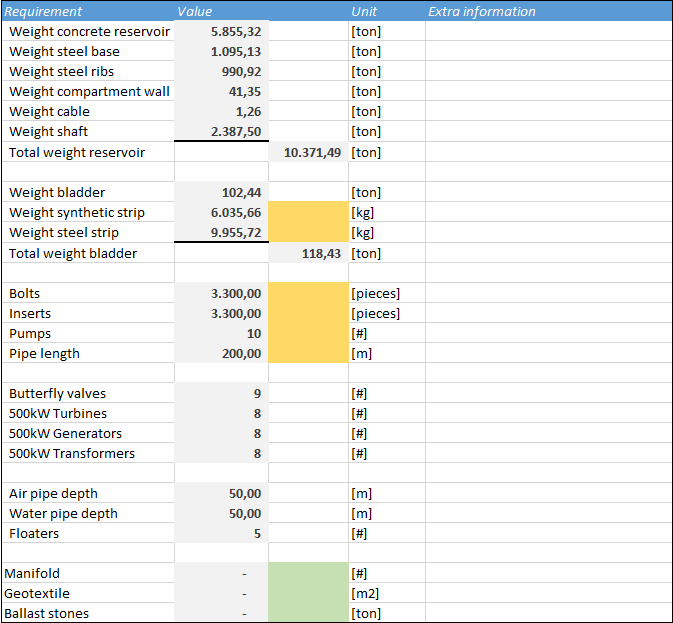 Requirement Value Unit Extra information
Weight concrete reservoir 5.855,32 [ton]
Weight steel base 1.095,13 [ton]
Weight steel ribs 990,92 [ton]
Weight compartment wall 41,35 [ton]
Weight cable 1,26 [ton]
Weight shaft 2.387,50 [ton]
Total weight reservoir 10.371,49 [ton]
Weight bladder 102,44 [ton]
Weight synthetic strip 6.035,66 [kg]
Weight steel strip 9.955,72 [kg]
Total weight bladder 118,43 [ton]
Bolts 3.300,00 [pieces]
Inserts 3.300,00 [pieces]
Pumps 10 [#]
Pipe length 200,00 [m]
Butterfly valves 9 [#]
500kW Turbines 8 [#]
500kW Generators 8 [#]
500kW Transformers 8 [#]
Air pipe depth 50,00 [m]
Water pipe depth 50,00 [m]
Floaters 5 [#]
Manifold - [#]
Geotextile - [m2]
Ballast stones - [ton]